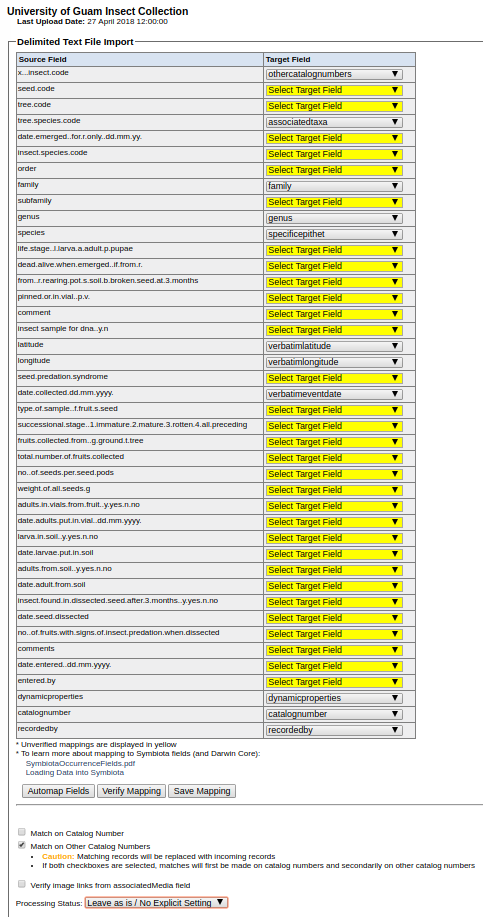 University of Guam Insect Collection
Last Upload Date: 27 April 2018 12:00:00
Delimited Text File Import
Source Field Target Field
x...insect.code othercatalognumbers
seed.code Select Target Field
tree.code Select Target Field
tree.species.code associatedtaxa
date.emerged..for.r.only..dd.mm.yy. Select Target Field
insect.species.code Select Target Field
order Select Target Field
family family
subfamily Select Target Field
genus genus
species specificepithet
life.stage..l.larva.a.adult.p.pupae Select Target Field
dead.alive.when.emerged..if.from.r. Select Target Field
from..r.rearing.pot.s.soil.b.broken.seed.at.3.months Select Target Field
pinned.or.in.vial..p.v. Select Target Field
comment Select Target Field
insect sample for dna..y.n Select Target Field
latitude verbatimlatitude
longitude verbatimlongitude
seed.predation.syndrome Select Target Field
date.collected.dd.mm.yyyy. verbatimeventdate
type.of.sample..f.fruit.s.seed Select Target Field
successional.stage..1.immature.2.mature.3.rotten.4.all.preceding Select Target Field
fruits.collected.from..g.ground.t.tree Select Target Field
total.number.of.fruits.collected Select Target Field
no..of.seeds.per.seed.pods Select Target Field
weight.of.all.seeds.g Select Target Field
adults.in.vials.from.fruit..y.yes.n.no Select Target Field
date.adults.put.in.vial..dd.mm.yyyy. Select Target Field
larva.in.soil..y.yes.n.no Select Target Field
date.larvae.put.in.soil Select Target Field
adults.from.soil..y.yes.n.no Select Target Field
date.adult.from.soil Select Target Field
insect.found.in.dissected.seed.after.3.months..y.yes.n.no Select Target Field
date.seed.dissected Select Target Field
no..of.fruits.with.signs.of.insect.predation.when.dissected Select Target Field
comments Select Target Field
date.entered..dd.mm.yyyy. Select Target Field
entered.by Select Target Field
dynamicproperties dynamicproperties
catalognumber catalognumber
recordedby recordedby
* Unverified mappings are displayed in yellow
* To learn more about mapping to Symbiota fields (and Darwin Core):
SymbiotaOccurrenceFields.pdf
Loading Data into Symbiota
Automap Fields Verify Mapping Save Mapping
Match on Catalog Number
Match on Other Catalog Numbers
• Caution: Matching records will be replaced with incoming records
• If both checkboxes are selected, matches will first be made on catalog numbers and secondarily on other catalog numbers
Verify image links from associatedMedia field
Processing Status: Leave as is / No Explicit Setting